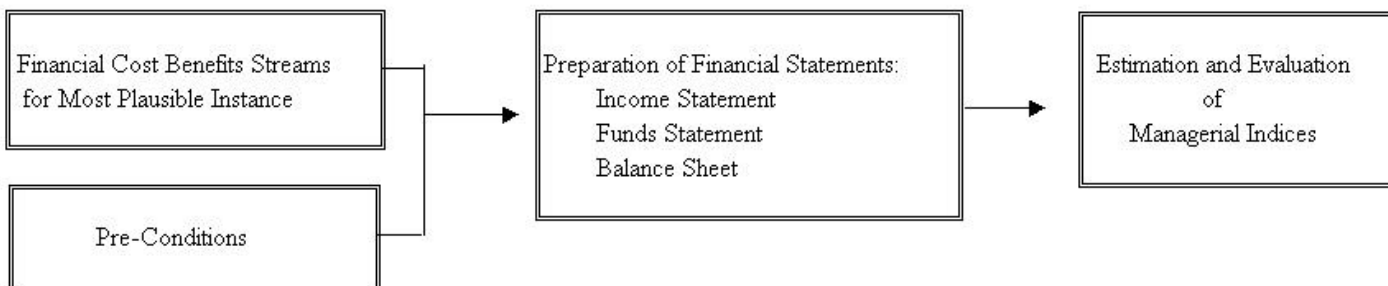 Financial Cost Benefits Streams
for Most Plausible Instance
Pre-Conditions
Preparation of Financial Statements:
Income Statement
Funds Statement
Balance Sheet
Estimation and Evaluation
of
Managerial Indices